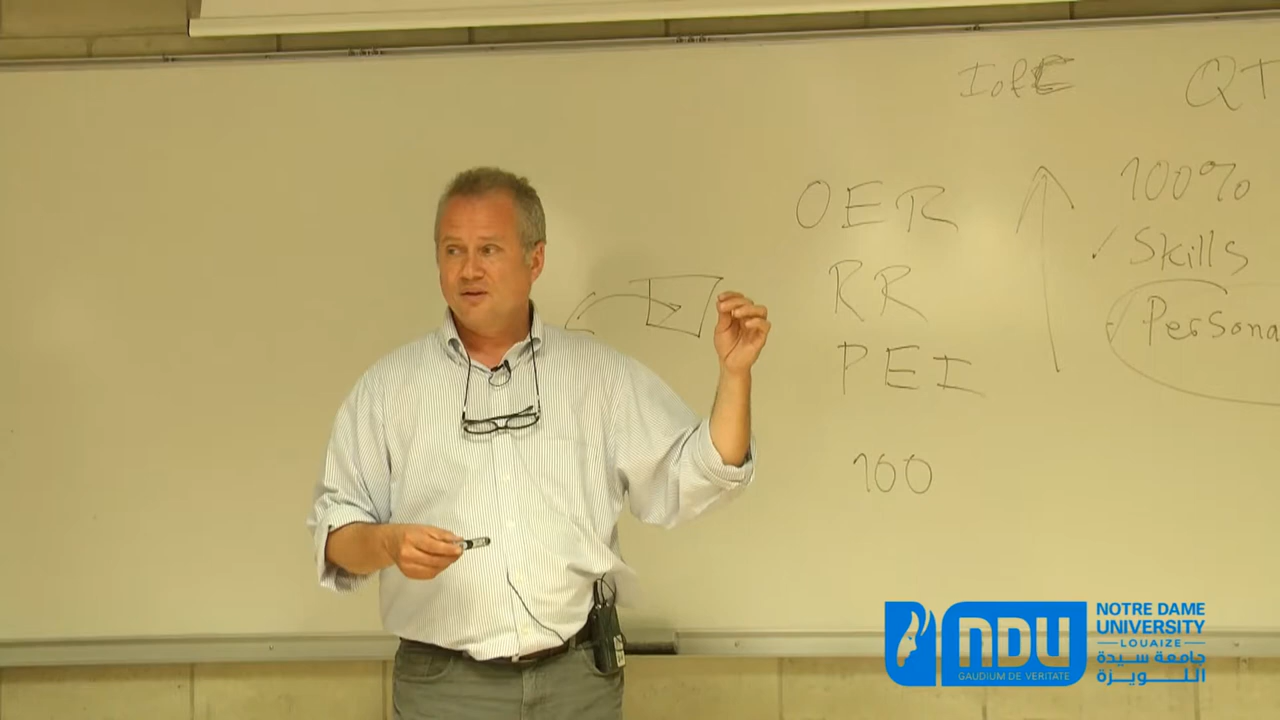 QT
100%
OER
Skills
RR
Persona
PEI
100
NDU
GAUDIUM DE VERITATE
NOTRE DAME
UNIVERSITY
LOUAIZE
جامعة سيدة
اللويزة